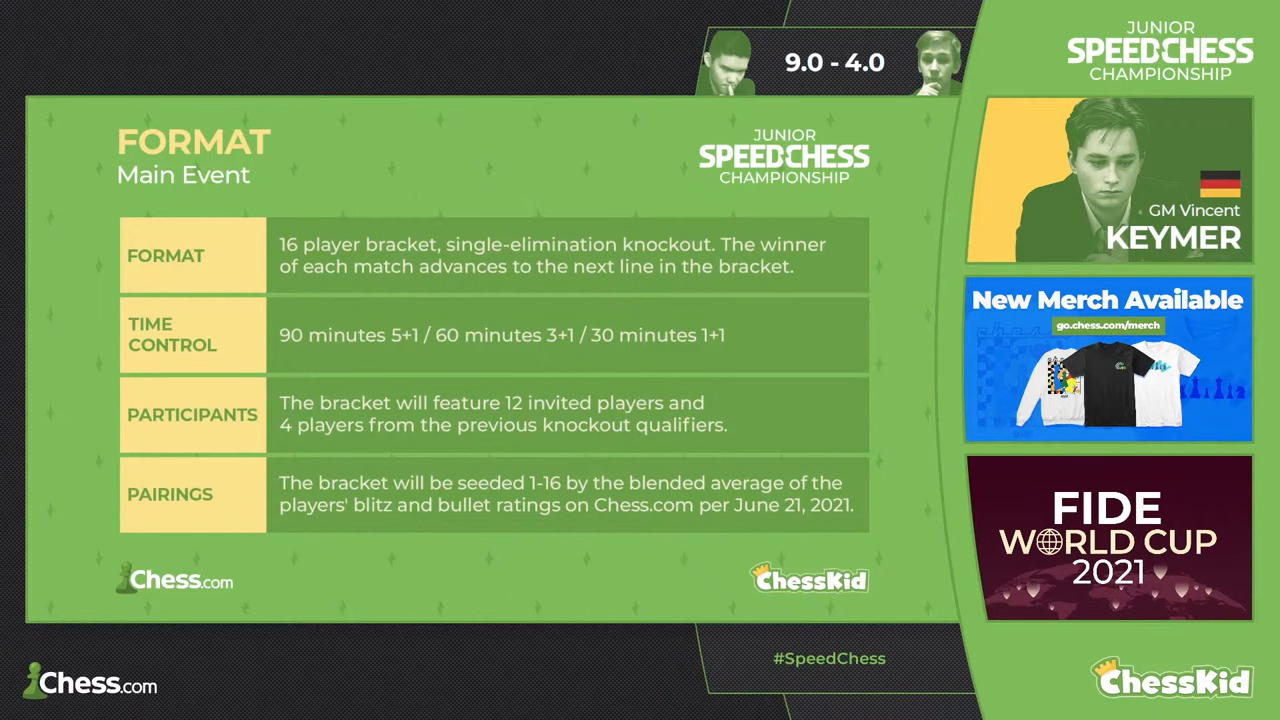 9.0 - 4.0
JUNIOR
SPEEDCHESS
CHAMPIONSHIP
FORMAT
Main Event
JUNIOR
SPEEDCHESS
CHAMPIONSHIP
FORMAT
16 player bracket, single-elimination knockout. The winner
of each match advances to the next line in the bracket.
TIME
CONTROL
90 minutes 5+1 / 60 minutes 3+1 / 30 minutes 1+1
PARTICIPANTS
The bracket will feature 12 invited players and
4 players from the previous knockout qualifiers.
PAIRINGS
The bracket will be seeded 1-16 by the blended average of the
players' blitz and bullet ratings on Chess.com per June 21, 2021.
Chess.com
ChessKid
GM Vincent
KEYMER
New Merch Available
go.chess.com/merch
FIDE
WORLD CUP
2021
#SpeedChess
Chess.com
ChessKid